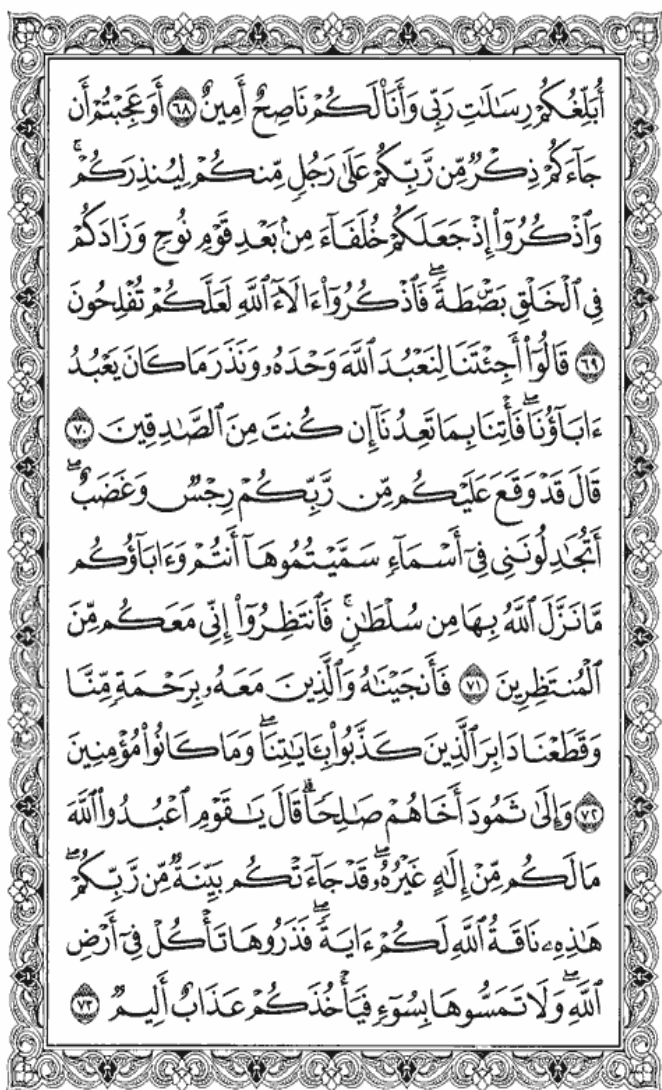 أُبَلِّغُكُمْ رِسَـٰلَـٰتِ رَبِّى وَأَنَا۠ لَكُمْ نَاصِحٌ أَمِينٌ ٦٨ أَوَعَجِبْتُمْ أَن
جَآءَكُمْ ذِكْرٌ مِّن رَّبِّكُمْ عَلَىٰ رَجُلٍ مِّنكُمْ لِيُنذِرَكُمْ ۚ
وَٱذْكُرُوٓا۟ إِذْ جَعَلَكُمْ خُلَفَآءَ مِنۢ بَعْدِ قَوْمِ نُوحٍ وَزَادَكُمْ
فِى ٱلْخَلْقِ بَصْۜطَةً ۖ فَٱذْكُرُوٓا۟ ءَالَآءَ ٱللَّهِ لَعَلَّكُمْ تُفْلِحُونَ
٦٩ قَالُوٓا۟ أَجِئْتَنَا لِنَعْبُدَ ٱللَّهَ وَحْدَهُۥ وَنَذَرَ مَا كَانَ يَعْبُدُ
ءَابَآؤُنَا ۖ فَأْتِنَا بِمَا تَعِدُنَآ إِن كُنتَ مِنَ ٱلصَّـٰدِقِينَ ٧٠
قَالَ قَدْ وَقَعَ عَلَيْكُم مِّن رَّبِّكُمْ رِجْسٌ وَغَضَبٌ ۖ
أَتُجَـٰدِلُونَنِى فِىٓ أَسْمَآءٍ سَمَّيْتُمُوهَآ أَنتُمْ وَءَابَآؤُكُم
مَّا نَزَّلَ ٱللَّهُ بِهَا مِن سُلْطَـٰنٍ ۚ فَٱنتَظِرُوٓا۟ إِنِّى مَعَكُم مِّنَ
ٱلْمُنتَظِرِينَ ٧١ فَأَنجَيْنَـٰهُ وَٱلَّذِينَ مَعَهُۥ بِرَحْمَةٍ مِّنَّا
وَقَطَعْنَا دَابِرَ ٱلَّذِينَ كَذَّبُوا۟ بِـَٔايَـٰتِنَا ۖ وَمَا كَانُوا۟ مُؤْمِنِينَ
٧٢ وَإِلَىٰ ثَمُودَ أَخَاهُمْ صَـٰلِحًا ۗ قَالَ يَـٰقَوْمِ ٱعْبُدُوا۟ ٱللَّهَ
مَا لَكُم مِّنْ إِلَـٰهٍ غَيْرُهُۥ ۖ قَدْ جَآءَتْكُم بَيِّنَةٌ مِّن رَّبِّكُمْ ۖ
هَـٰذِهِۦ نَاقَةُ ٱللَّهِ لَكُمْ ءَايَةً ۖ فَذَرُوهَا تَأْكُلْ فِىٓ أَرْضِ
ٱللَّهِ ۖ وَلَا تَمَسُّوهَا بِسُوٓءٍ فَيَأْخُذَكُمْ عَذَابٌ أَلِيمٌ ٧٣